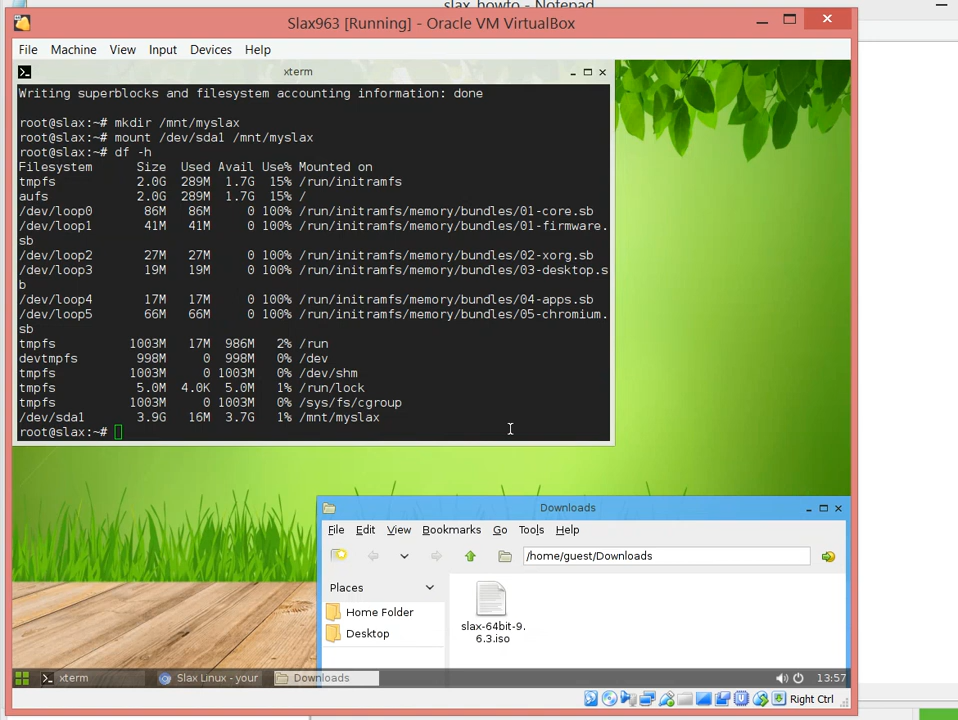 slax_howto - Notepad
Slax963 [Running] - Oracle VM VirtualBox
File Machine View Input Devices Help
xterm
Writing superblocks and filesystem accounting information: done
root@slax:~# mkdir /mnt/myslax
root@slax:~# mount /dev/sda1 /mnt/myslax
root@slax:~# df -h
Filesystem Size Used Avail Use% Mounted on
tmpfs 2.0G 289M 1.7G 15% /run/initramfs
aufs 2.0G 289M 1.7G 15% /
/dev/loop0 86M 86M 0 100% /run/initramfs/memory/bundles/01-core.sb
/dev/loop1 41M 41M 0 100% /run/initramfs/memory/bundles/01-firmware.
sb
/dev/loop2 27M 27M 0 100% /run/initramfs/memory/bundles/02-xorg.sb
/dev/loop3 19M 19M 0 100% /run/initramfs/memory/bundles/03-desktop.s
b
/dev/loop4 17M 17M 0 100% /run/initramfs/memory/bundles/04-apps.sb
/dev/loop5 66M 66M 0 100% /run/initramfs/memory/bundles/05-chromium.
sb
tmpfs 1003M 17M 986M 2% /run
devtmpfs 998M 0 998M 0% /dev
tmpfs 1003M 0 1003M 0% /dev/shm
tmpfs 5.0M 4.0K 5.0M 1% /run/lock
tmpfs 1003M 0 1003M 0% /sys/fs/cgroup
/dev/sda1 3.9G 16M 3.7G 1% /mnt/myslax
root@slax:~#
Downloads
File Edit View Bookmarks Go Tools Help
/home/guest/Downloads
Places
Home Folder
Desktop
slax-64bit-9.
6.3.iso
xterm
Slax Linux - your
Downloads
13:57
Right Ctrl